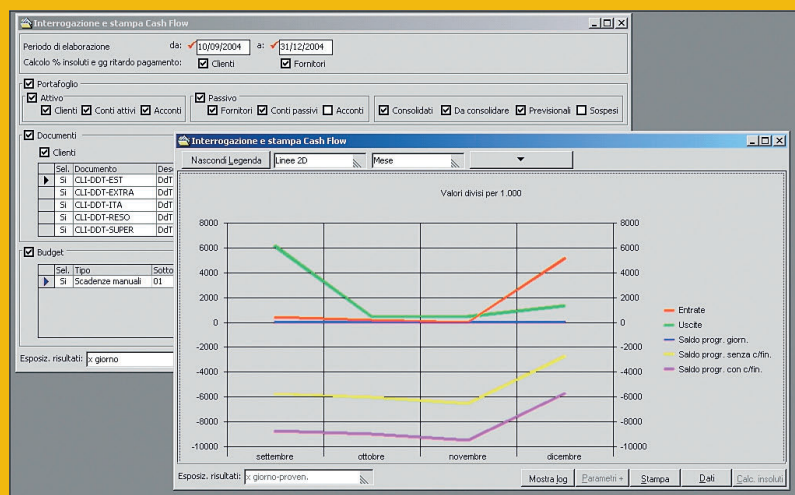 Interrogazione e stampa Cash Flow
Periodo di elaborazione da: 10/09/2004 a: 31/12/2004
Calcolo % insoluti e gg ritardo pagamento: Clienti Fornitori
Portafoglio
Attivo Passivo
Clienti Conti attivi Acconti Fornitori Conti passivi Acconti Consolidati Da consolidare Previsionali Sospesi
Documenti
Clienti
Sel. Documento
Si CLI-DDT-EST DdT
Si CLI-DDT-EXTRA DdT
Si CLI-DDT-ITA DdT
Si CLI-DDT-RESO DdT
Si CLI-DDT-SUPER DdT
Budget
Sel. Tipo Sotto
Si Scadenze manuali 01
Esposiz. risultati: x giorno
Interrogazione e stampa Cash Flow
Nascondi Legenda Linee 2D Mese
Valori divisi per 1.000
8000 8000
6000 6000
4000 4000
2000 2000
0 0
-2000 -2000
-4000 -4000
-6000 -6000
-8000 -8000
-10000 -10000
settembre ottobre novembre dicembre
Entrate
Uscite
Saldo progr. giorn.
Saldo progr. senza c/fin.
Saldo progr. con c/fin.
Esposiz. risultati: x giorno-proven.
Mostra log Parametri + Stampa Dati Calc. insoluti